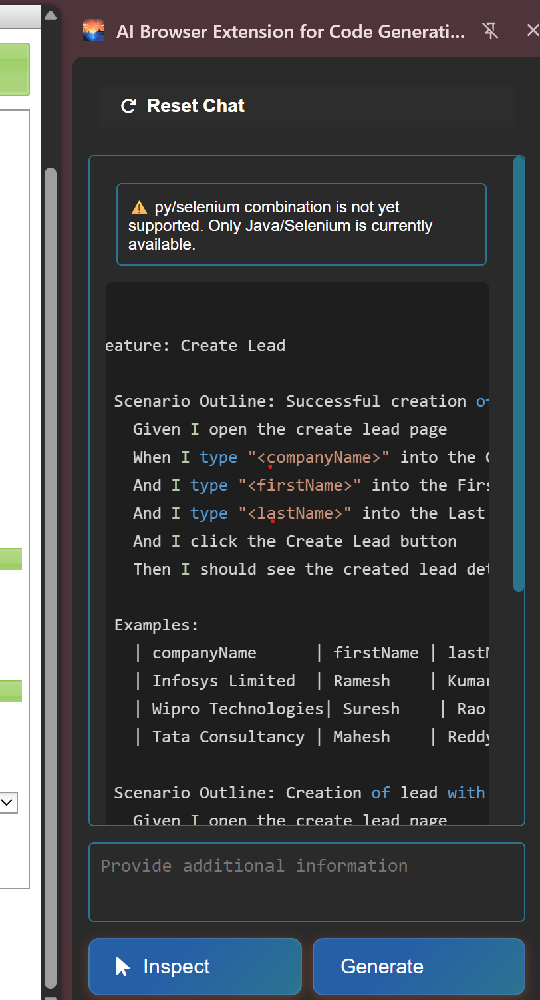 AI Browser Extension for Code Generati...
Reset Chat
⚠️ py/selenium combination is not yet
supported. Only Java/Selenium is currently
available.
eature: Create Lead
Scenario Outline: Successful creation of
Given I open the create lead page
When I type "<companyName>" into the C
And I type "<firstName>" into the Firs
And I type "<lastName>" into the Last
And I click the Create Lead button
Then I should see the created lead det
Examples:
| companyName | firstName | lastN
| Infosys Limited | Ramesh | Kumar
| Wipro Technologies| Suresh | Rao
| Tata Consultancy | Mahesh | Reddy
Scenario Outline: Creation of lead with
Given I open the create lead page
Provide additional information
Inspect
Generate